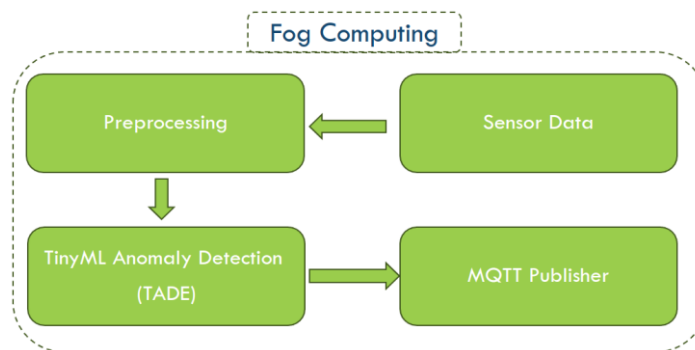 Fog Computing
Preprocessing
Sensor Data
TinyML Anomaly Detection
(TADE)
MQTT Publisher